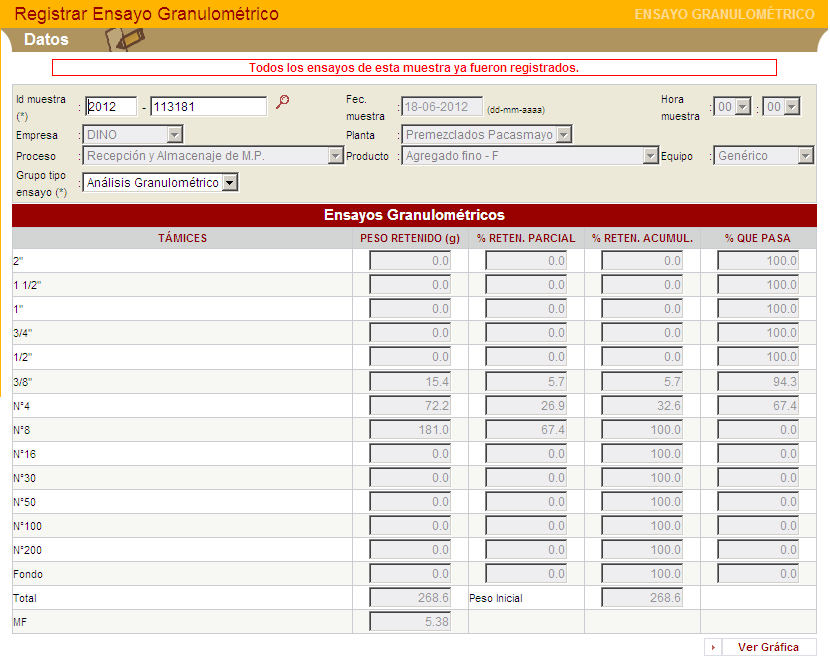 Registrar Ensayo Granulométrico ENSAYO GRANULOMÉTRICO
Datos
Todos los ensayos de esta muestra ya fueron registrados.
Id muestra (*) : 2012 - 113181 Fec. muestra : 18-06-2012 (dd-mm-aaaa) Hora muestra : 00 : 00
Empresa : DINO Planta : Premezclados Pacasmayo
Proceso : Recepción y Almacenaje de M.P. Producto : Agregado fino - F Equipo : Genérico
Grupo tipo ensayo (*) : Análisis Granulométrico
Ensayos Granulométricos
TÁMICES PESO RETENIDO (g) % RETEN. PARCIAL % RETEN. ACUMUL. % QUE PASA
2" 0.0 0.0 0.0 100.0
1 1/2" 0.0 0.0 0.0 100.0
1" 0.0 0.0 0.0 100.0
3/4" 0.0 0.0 0.0 100.0
1/2" 0.0 0.0 0.0 100.0
3/8" 15.4 5.7 5.7 94.3
N°4 72.2 26.9 32.6 67.4
N°8 181.0 67.4 100.0 0.0
N°16 0.0 0.0 100.0 0.0
N°30 0.0 0.0 100.0 0.0
N°50 0.0 0.0 100.0 0.0
N°100 0.0 0.0 100.0 0.0
N°200 0.0 0.0 100.0 0.0
Fondo 0.0 0.0 100.0 0.0
Total 268.6 Peso Inicial 268.6
MF 5.38
Ver Gráfica